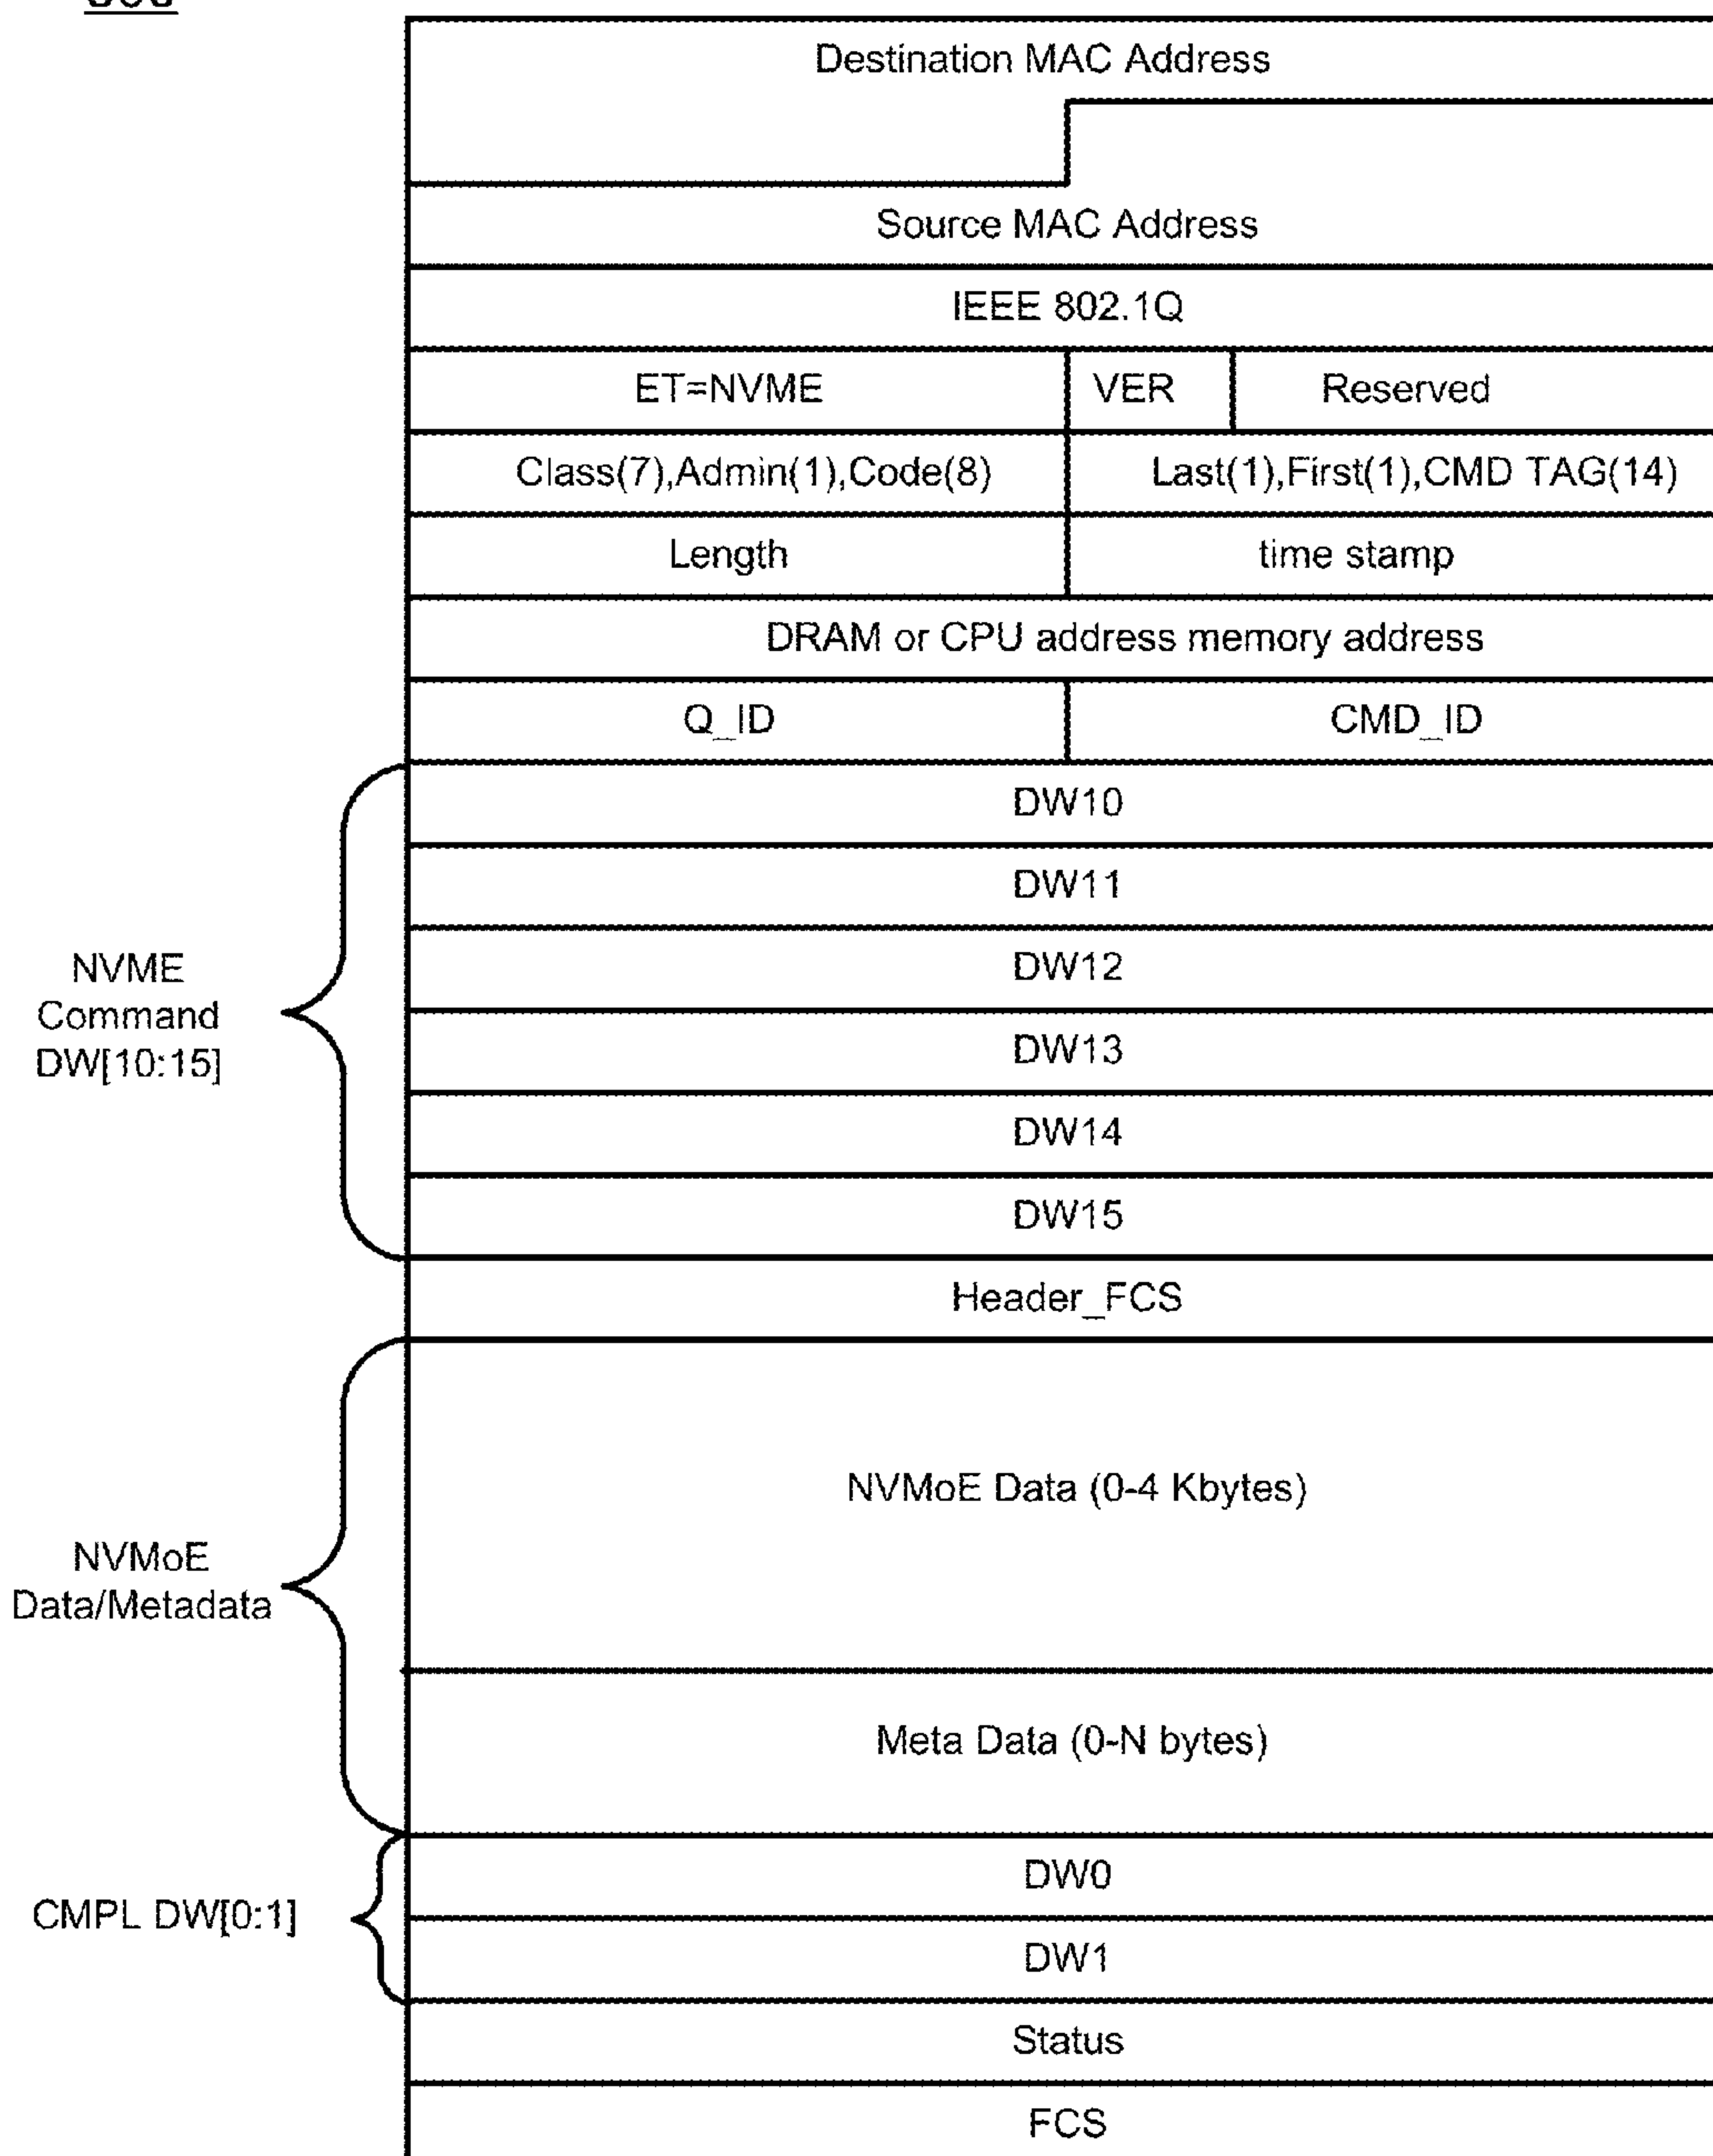 Destination MAC Address
Source MAC Address
IEEE 802.1Q
ET=NVME VER Reserved
Class(7),Admin(1),Code(8) Last(1),First(1),CMD TAG(14)
Length time stamp
DRAM or CPU address memory address
Q_ID CMD_ID
NVME
Command
DW[10:15]
DW10
DW11
DW12
DW13
DW14
DW15
Header_FCS
NVMoE
Data/Metadata
NVMoE Data (0-4 Kbytes)
Meta Data (0-N bytes)
CMPL DW[0:1]
DW0
DW1
Status
FCS